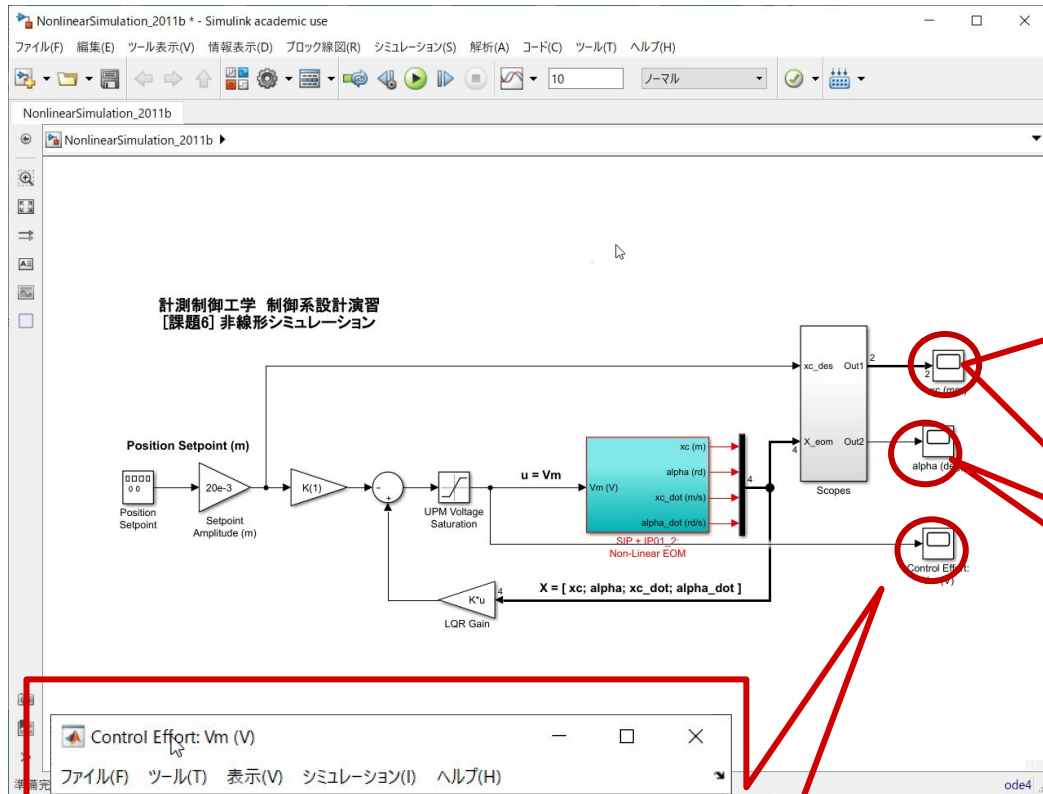 NonlinearSimulation_2011b * - Simulink academic use
ファイル(F) 編集(E) ツール表示(V) 情報表示(D) ブロック線図(R) シミュレーション(S) 解析(A) コード(C) ツール(T) ヘルプ(H)
10 ノーマル
NonlinearSimulation_2011b
NonlinearSimulation_2011b
計測制御工学 制御系設計演習
[課題6] 非線形シミュレーション
xc_des Out1 2
2
xc (mm)
X_eom Out2
4
alpha (deg)
Scopes
Position Setpoint (m)
Position
Setpoint
20e-3
Setpoint
Amplitude (m)
K(1)
UPM Voltage
Saturation
u = Vm
Vm (V)
xc (m)
alpha (rd)
xc_dot (m/s)
alpha_dot (rd/s)
4
SIP + IP01_2:
Non-Linear EOM
Control Effort:
(V)
K*u
4
LQR Gain
X = [ xc; alpha; xc_dot; alpha_dot ]
Control Effort: Vm (V)
ファイル(F) ツール(T) 表示(V) シミュレーション(I) ヘルプ(H)
準備完
ode4